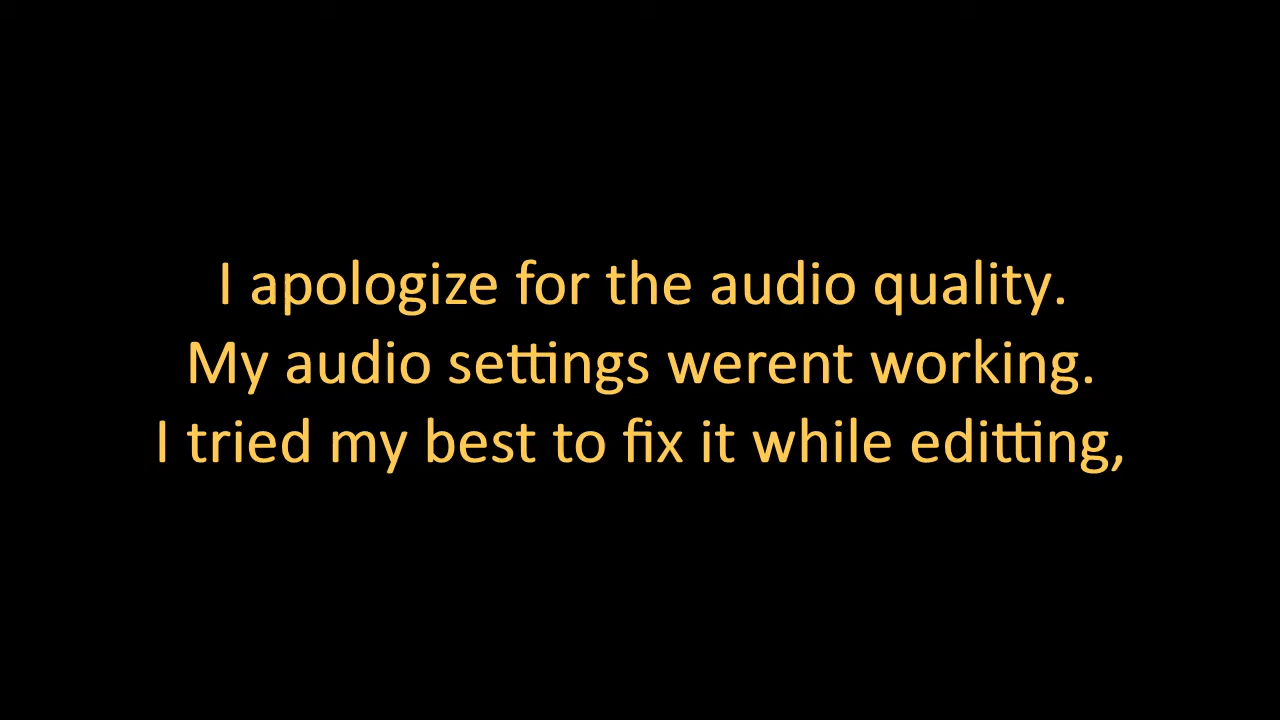 I apologize for the audio quality.
My audio settings werent working.
I tried my best to fix it while editting,